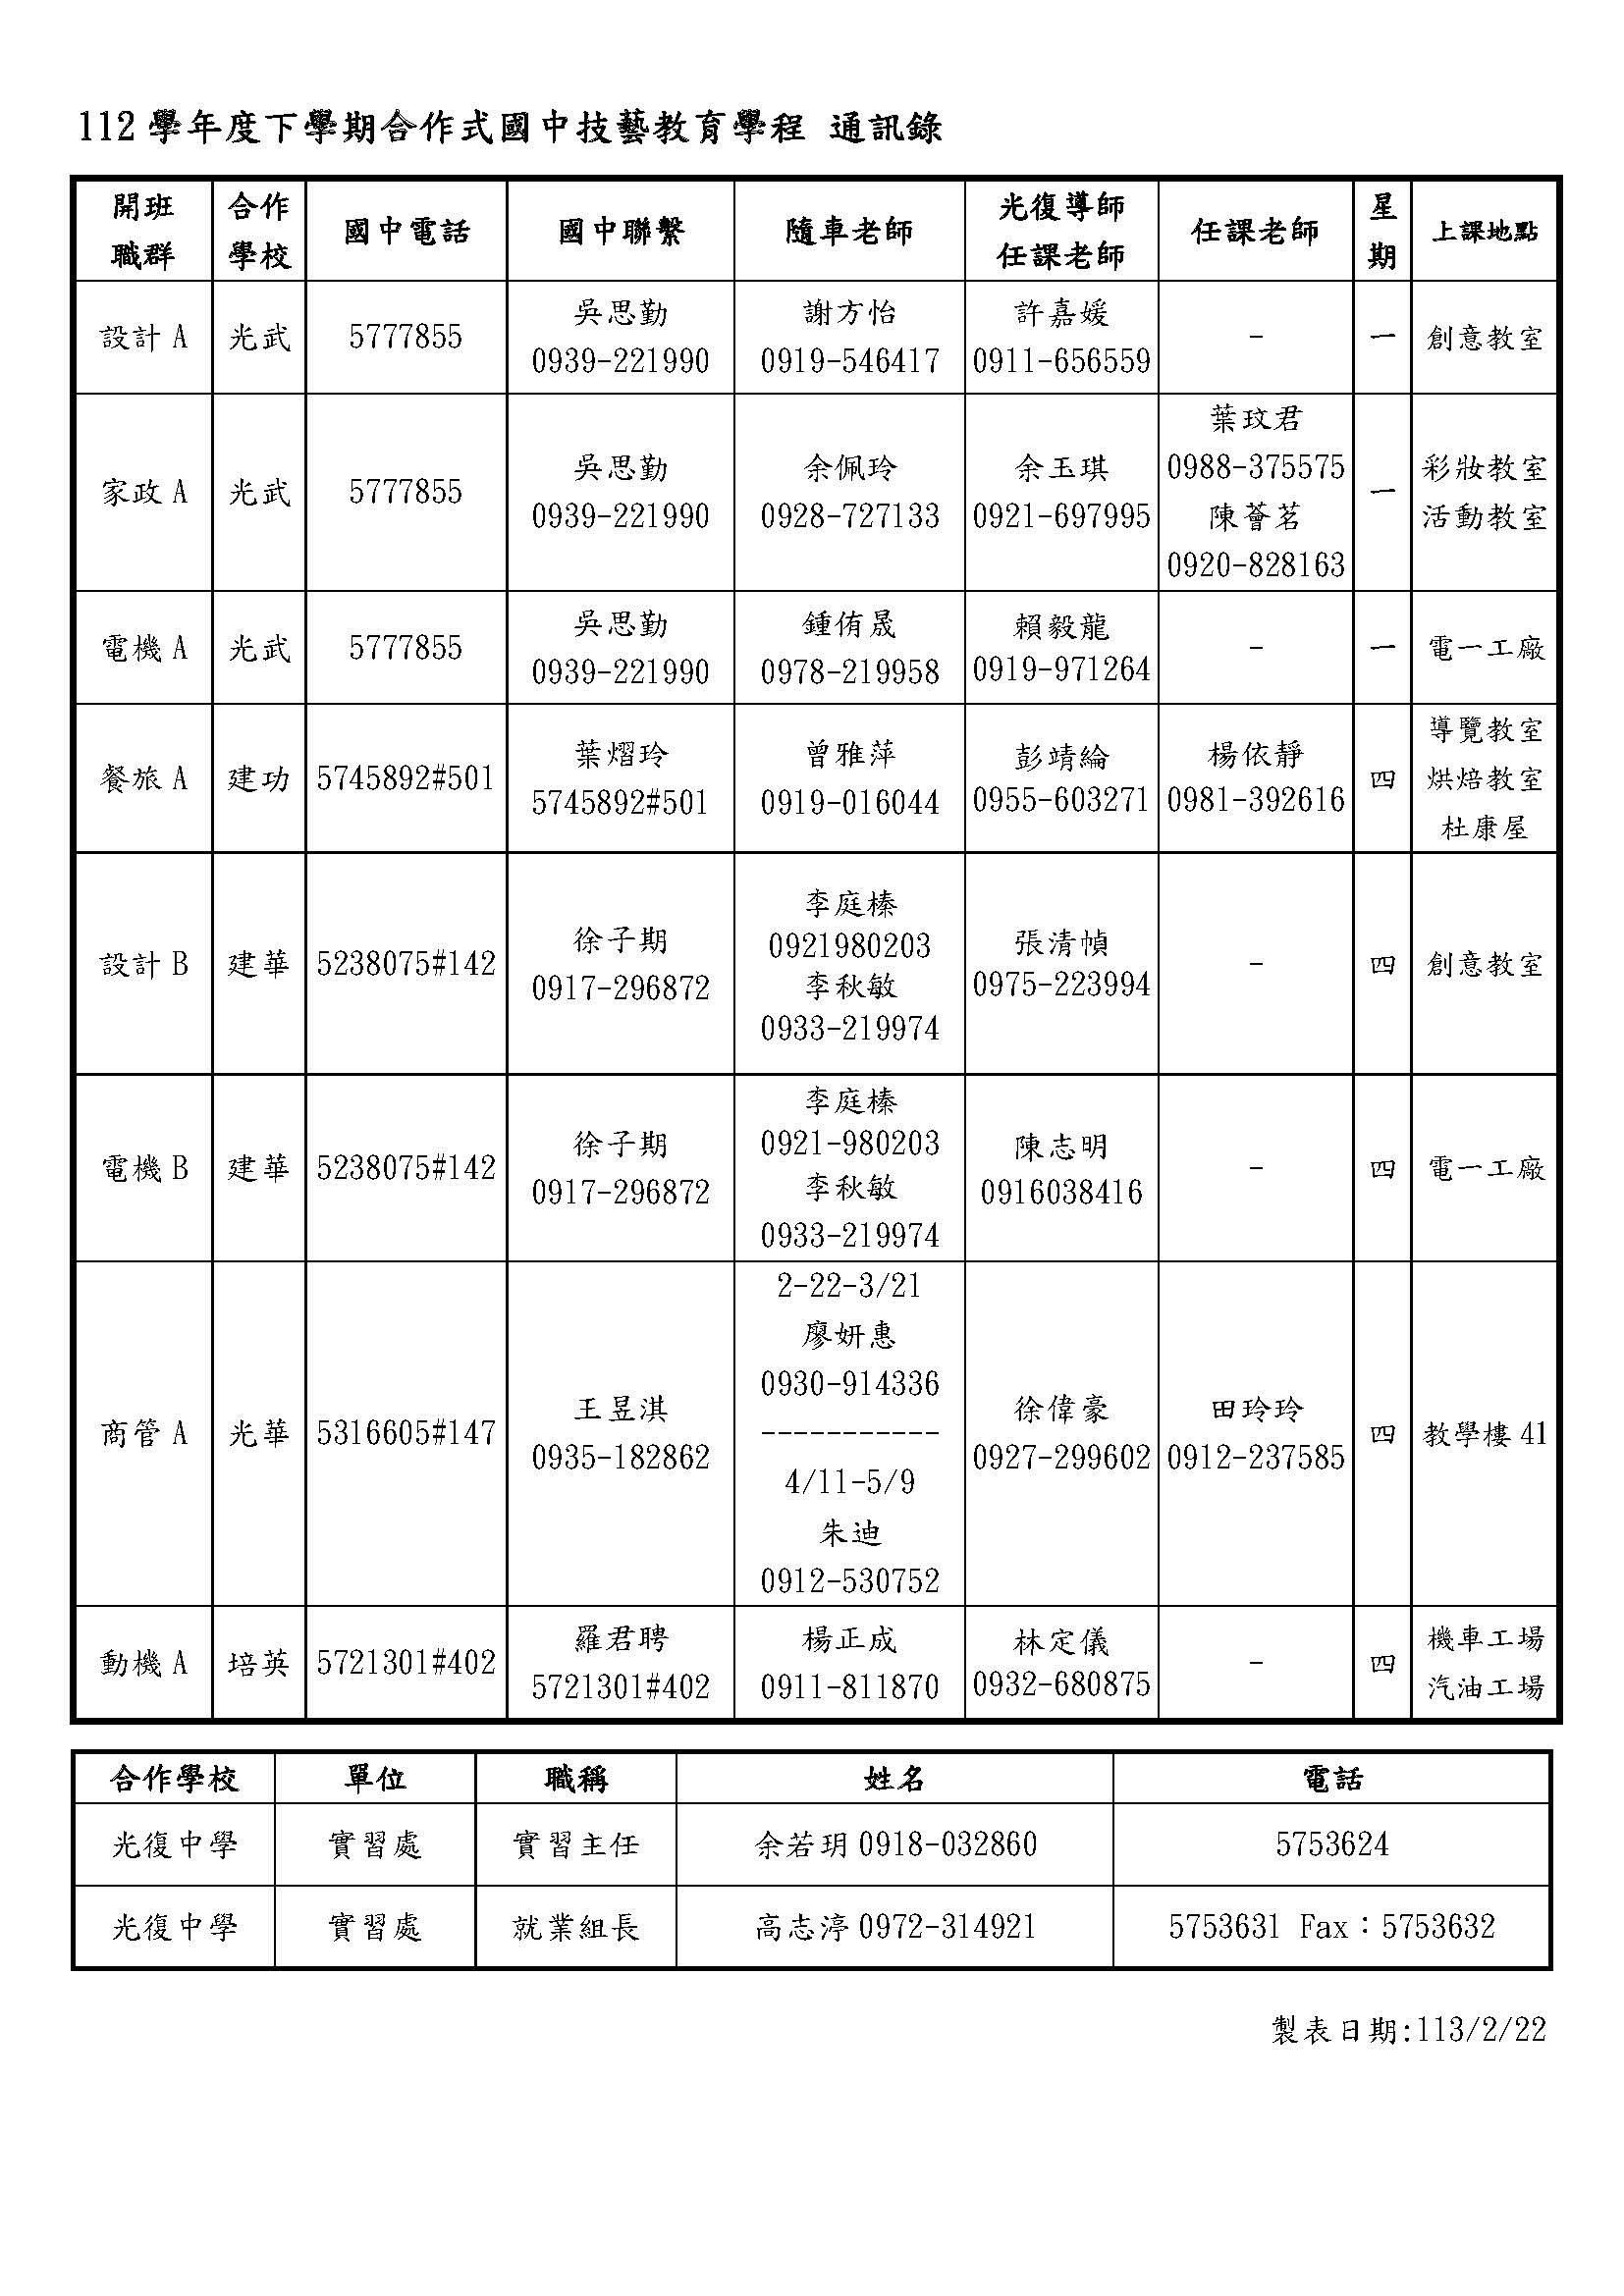 112 學年度下學期合作式國中技藝教育學程 通訊錄
開班職群 合作學校 國中電話 國中聯繫 隨車老師 光復導師任課老師 任課老師 星期 上課地點
設計 A 光武 5777855 吳思勤 0939-221990 謝方怡 0919-546417 許嘉媛 0911-656559 - 一 創意教室
家政 A 光武 5777855 吳思勤 0939-221990 余佩玲 0928-727133 余玉琪 0921-697995 葉玟君 0988-375575 陳薈茗 0920-828163 一 彩妝教室 活動教室
電機 A 光武 5777855 吳思勤 0939-221990 鍾侑晟 0978-219958 賴毅龍 0919-971264 - 一 電一工廠
餐旅 A 建功 5745892#501 葉熠玲 5745892#501 曾雅萍 0919-016044 彭靖綸 0955-603271 楊依靜 0981-392616 四 導覽教室 烘焙教室 杜康屋
設計 B 建華 5238075#142 徐子期 0917-296872 李庭榛 0921980203 李秋敏 0933-219974 張清幀 0975-223994 - 四 創意教室
電機 B 建華 5238075#142 徐子期 0917-296872 李庭榛 0921-980203 李秋敏 0933-219974 陳志明 0916038416 - 四 電一工廠
商管 A 光華 5316605#147 王昱淇 0935-182862 2-22-3/21 廖妍惠 0930-914336 ----------- 4/11-5/9 朱迪 0912-530752 徐偉豪 0927-299602 田玲玲 0912-237585 四 教學樓 41
動機 A 培英 5721301#402 羅君聘 5721301#402 楊正成 0911-811870 林定儀 0932-680875 - 四 機車工場 汽油工場
合作學校 單位 職稱 姓名 電話
光復中學 實習處 實習主任 余若玥 0918-032860 5753624
光復中學 實習處 就業組長 高志渟 0972-314921 5753631 Fax：5753632
製表日期:113/2/22